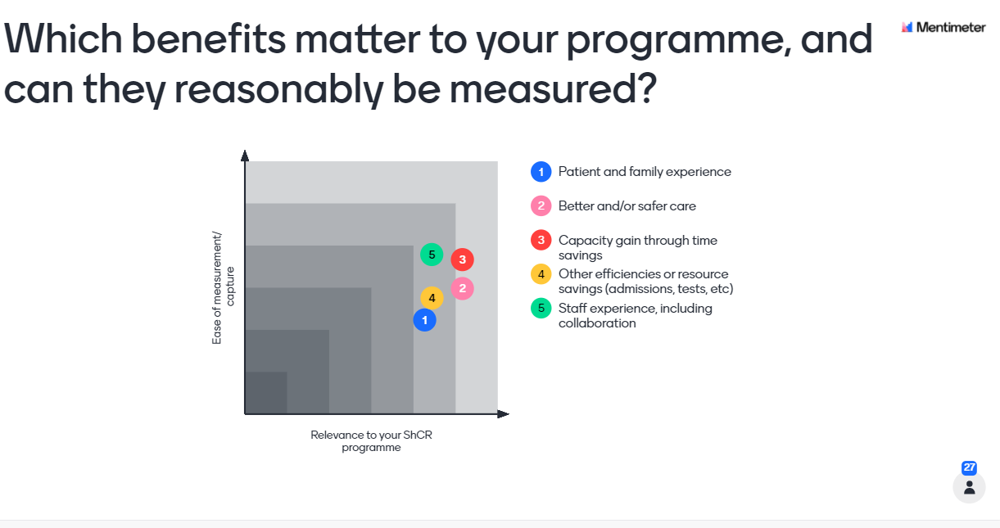 Which benefits matter to your programme, and
can they reasonably be measured?
Mentimeter
Ease of measurement/
capture
5
3
2
4
1
Relevance to your ShCR
programme
1 Patient and family experience
2 Better and/or safer care
3 Capacity gain through time
savings
4 Other efficiencies or resource
savings (admissions, tests, etc)
5 Staff experience, including
collaboration
27